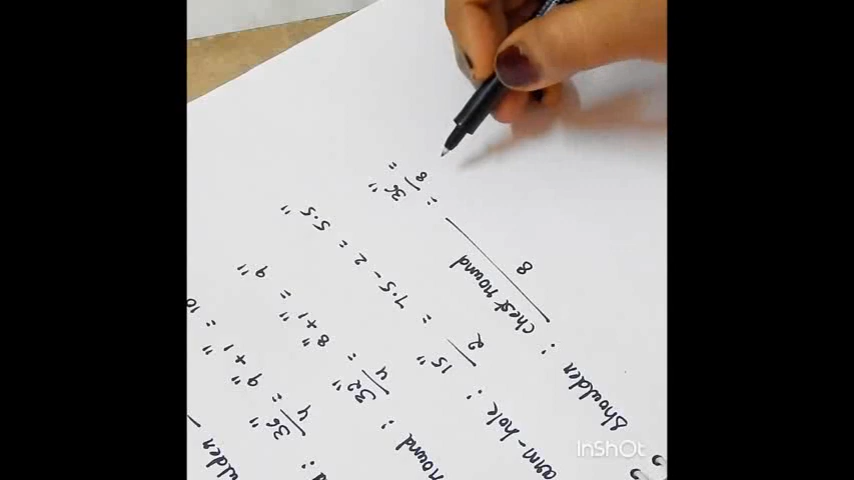 ulder
d : 36"/4 = 9" + 1" = 10
round : 32"/4 = 8" + 1" = 9"
arm-hole : 15"/2 = 7.5 - 2 = 5.5"
Shoulder : chest round/8 = 36"/8 =
InShOt